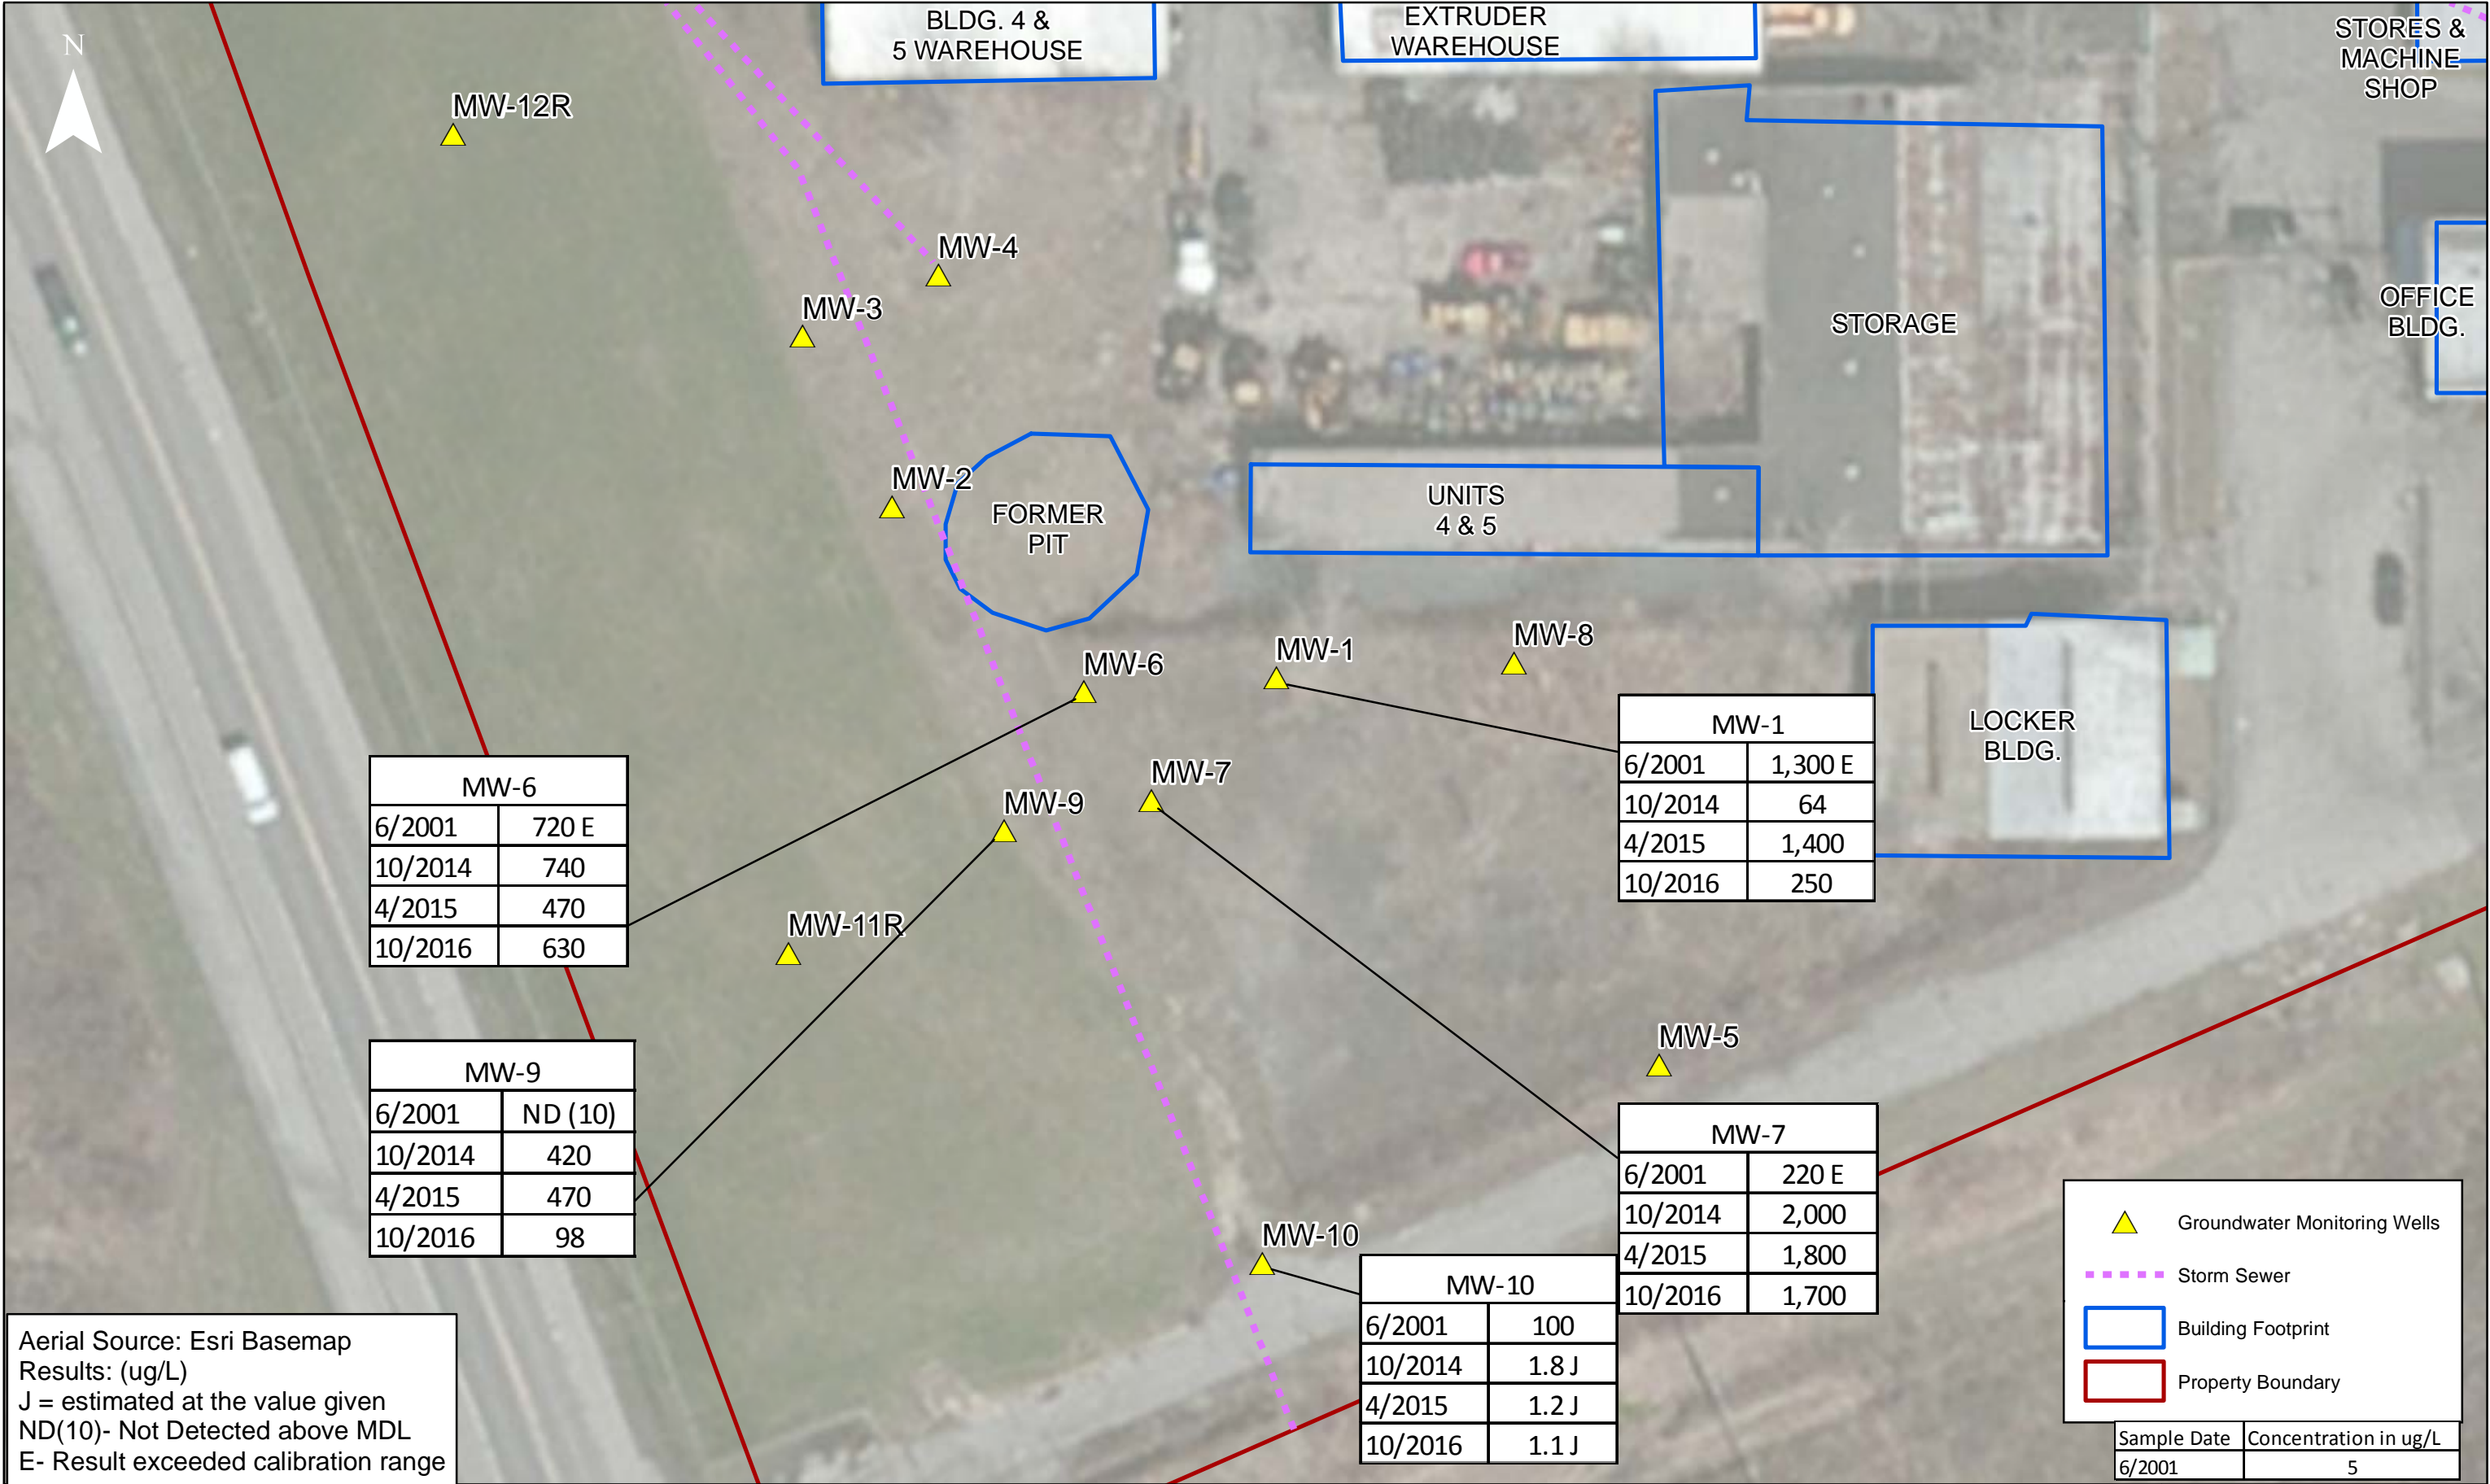 N
BLDG. 4 &
5 WAREHOUSE
EXTRUDER
WAREHOUSE
STORES &
MACHINE
SHOP
MW-12R
MW-4
MW-3
STORAGE
OFFICE
BLDG.
MW-2
FORMER
PIT
UNITS
4 & 5
MW-8
MW-1
MW-6
LOCKER
BLDG.
MW-7
MW-9
MW-11R
MW-5
MW-10
MW-1
6/2001 1,300 E
10/2014 64
4/2015 1,400
10/2016 250
MW-6
6/2001 720 E
10/2014 740
4/2015 470
10/2016 630
MW-9
6/2001 ND (10)
10/2014 420
4/2015 470
10/2016 98
MW-7
6/2001 220 E
10/2014 2,000
4/2015 1,800
10/2016 1,700
MW-10
6/2001 100
10/2014 1.8 J
4/2015 1.2 J
10/2016 1.1 J
Groundwater Monitoring Wells
Storm Sewer
Building Footprint
Property Boundary
Sample Date Concentration in ug/L
6/2001 5
Aerial Source: Esri Basemap
Results: (ug/L)
J = estimated at the value given
ND(10)- Not Detected above MDL
E- Result exceeded calibration range